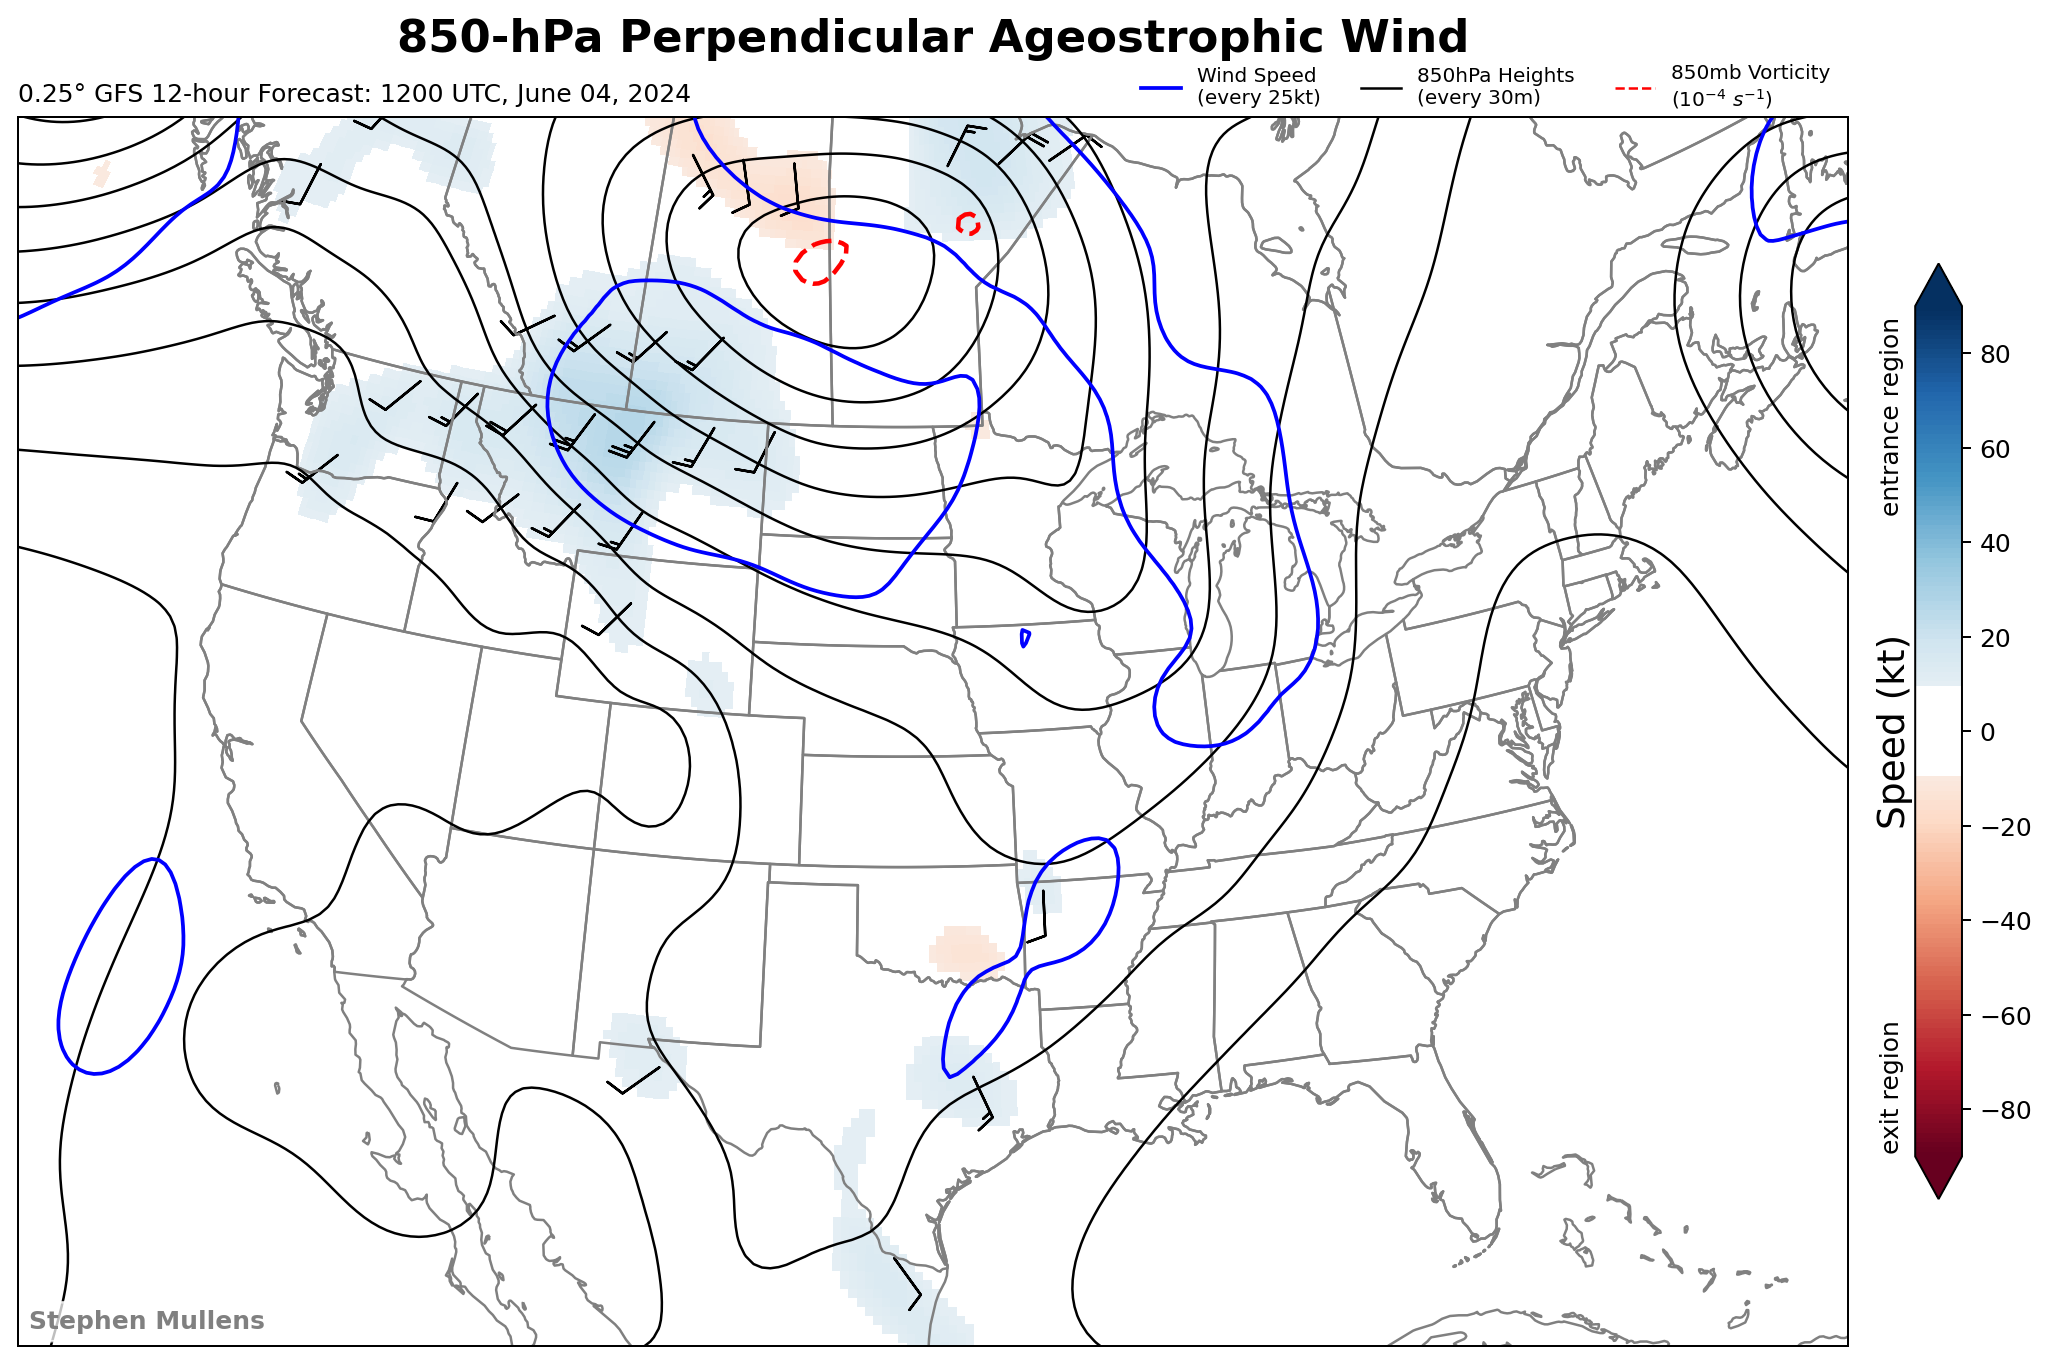 850-hPa Perpendicular Ageostrophic Wind
0.25° GFS 12-hour Forecast: 1200 UTC, June 04, 2024
Wind Speed
(every 25kt)
850hPa Heights
(every 30m)
850mb Vorticity
(10⁻⁴ s⁻¹)
entrance region
Speed (kt)
exit region
80
60
40
20
0
−20
−40
−60
−80
Stephen Mullens